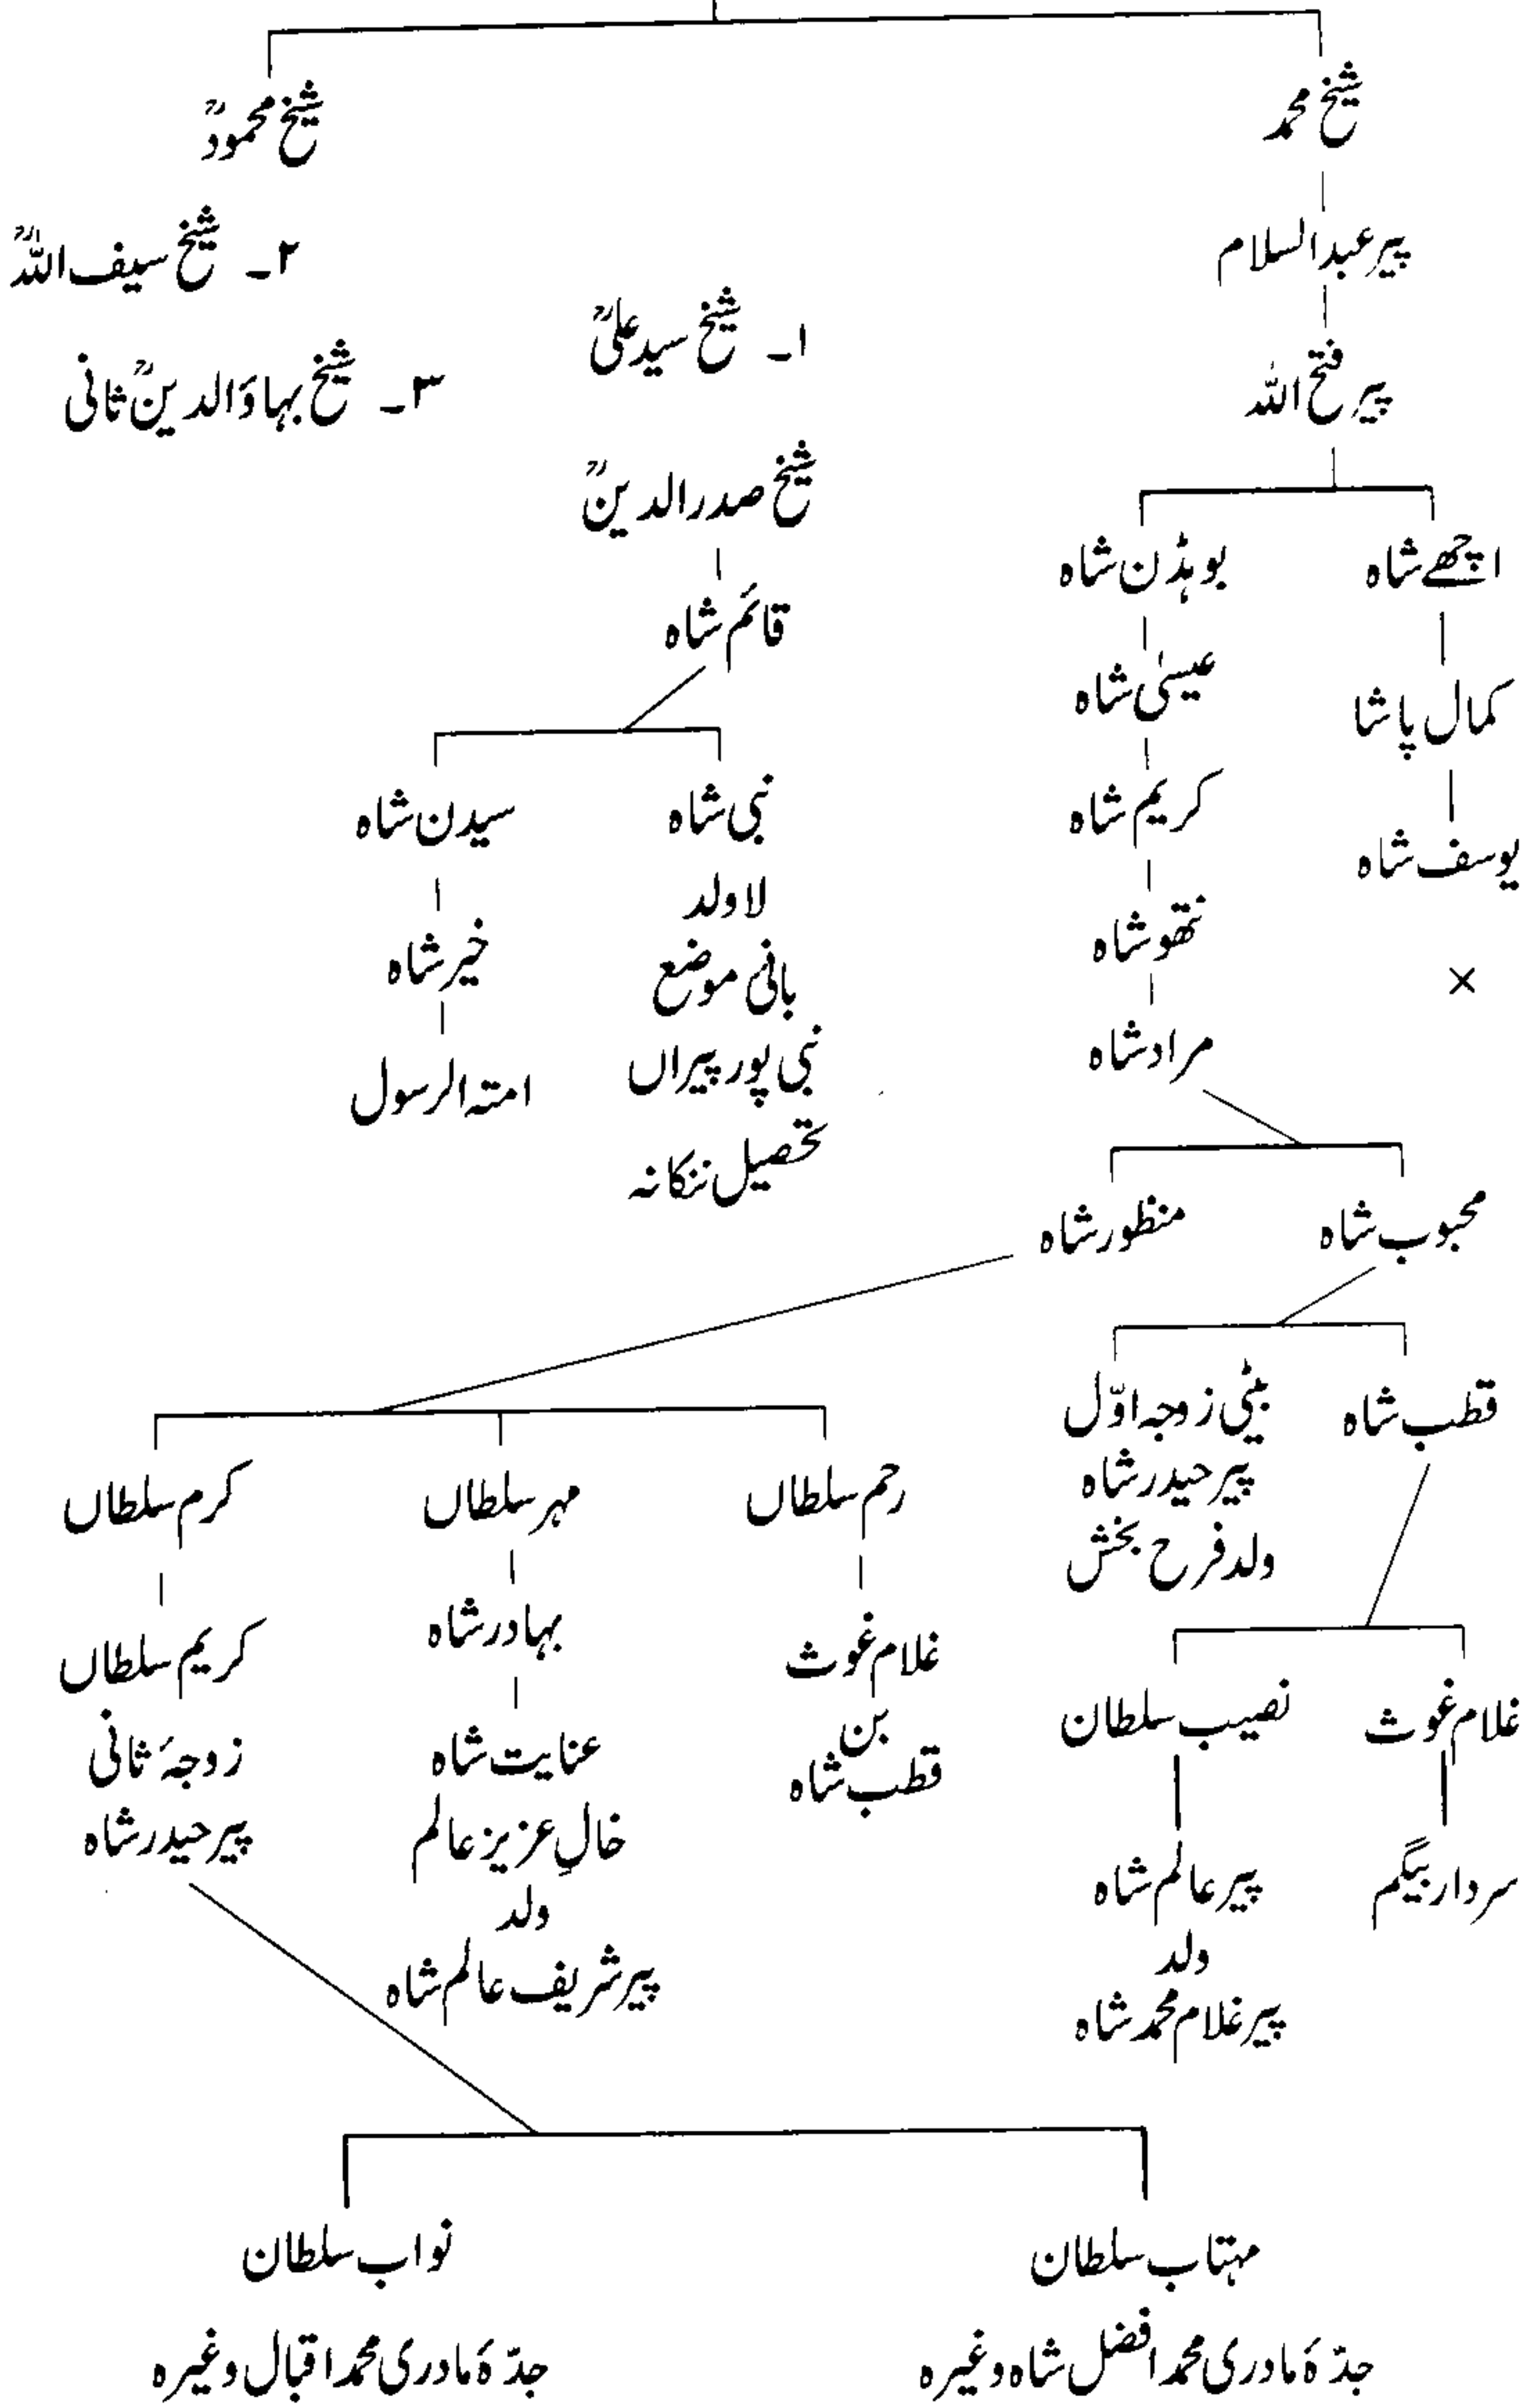 شیخ محمد
شیخ محمودؒ
پیر عبدالسلام
۲۔ شیخ سیف اللہؒ
۱۔ شیخ سید علیؒ
پیر فتح اللہ
۳۔ شیخ بہاؤالدینؒ ثانی
شیخ صدرالدینؒ
اچھے شاہ
بوہڈن شاہ
قائم شاہ
کمال پاشا
عیسٰی شاہ
یوسف شاہ
کریم شاہ
نبی شاہ
سیدن شاہ
لاولد
نتھو شاہ
خیر شاہ
بانی موضع
×
مراد شاہ
نبی پور پیراں
امتہ الرسول
تحصیل ننکانہ
محبوب شاہ
منظور شاہ
قطب شاہ
بیٹی زوجہ اوّل
پیر حیدر شاہ
ولد فرح بخش
رحم سلطاں
مہر سلطاں
کرم سلطاں
غلام غوث
بن
قطب شاہ
بہادر شاہ
کریم سلطاں
غلام غوث
نصیب سلطان
عنایت شاہ
خالِ عزیز عالم
ولد
پیر شریف عالم شاہ
زوجۂ ثانی
پیر حیدر شاہ
سردار بیگم
پیر عالم شاہ
ولد
پیر غلام محمد شاہ
مہتاب سلطان
نواب سلطان
جدّہ مادری محمد افضل شاہ وغیرہ
جدّہ مادری محمد اقبال وغیرہ